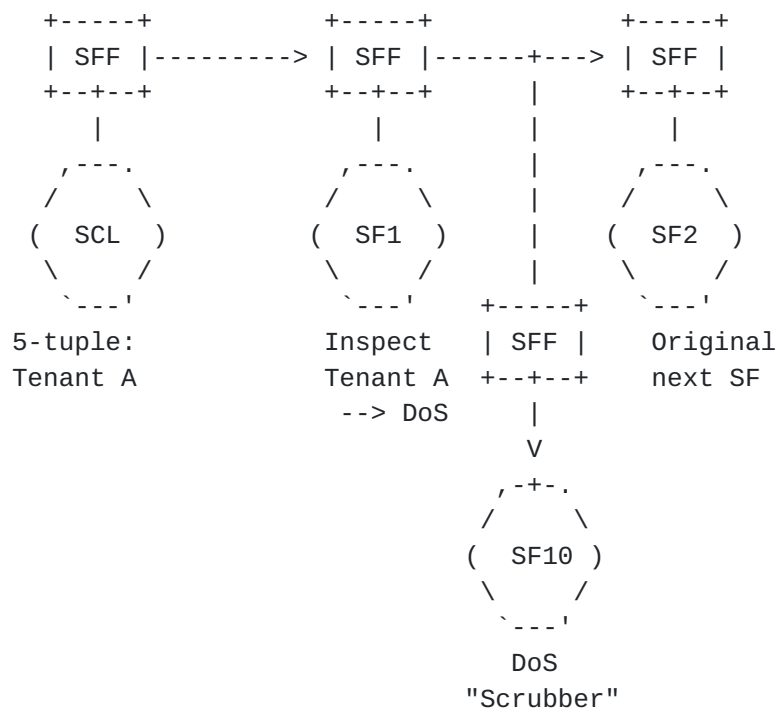 SFF SFF SFF
SCL SF1 SF2
5-tuple: Inspect SFF Original
Tenant A Tenant A next SF
--> DoS
SF10
DoS
"Scrubber"